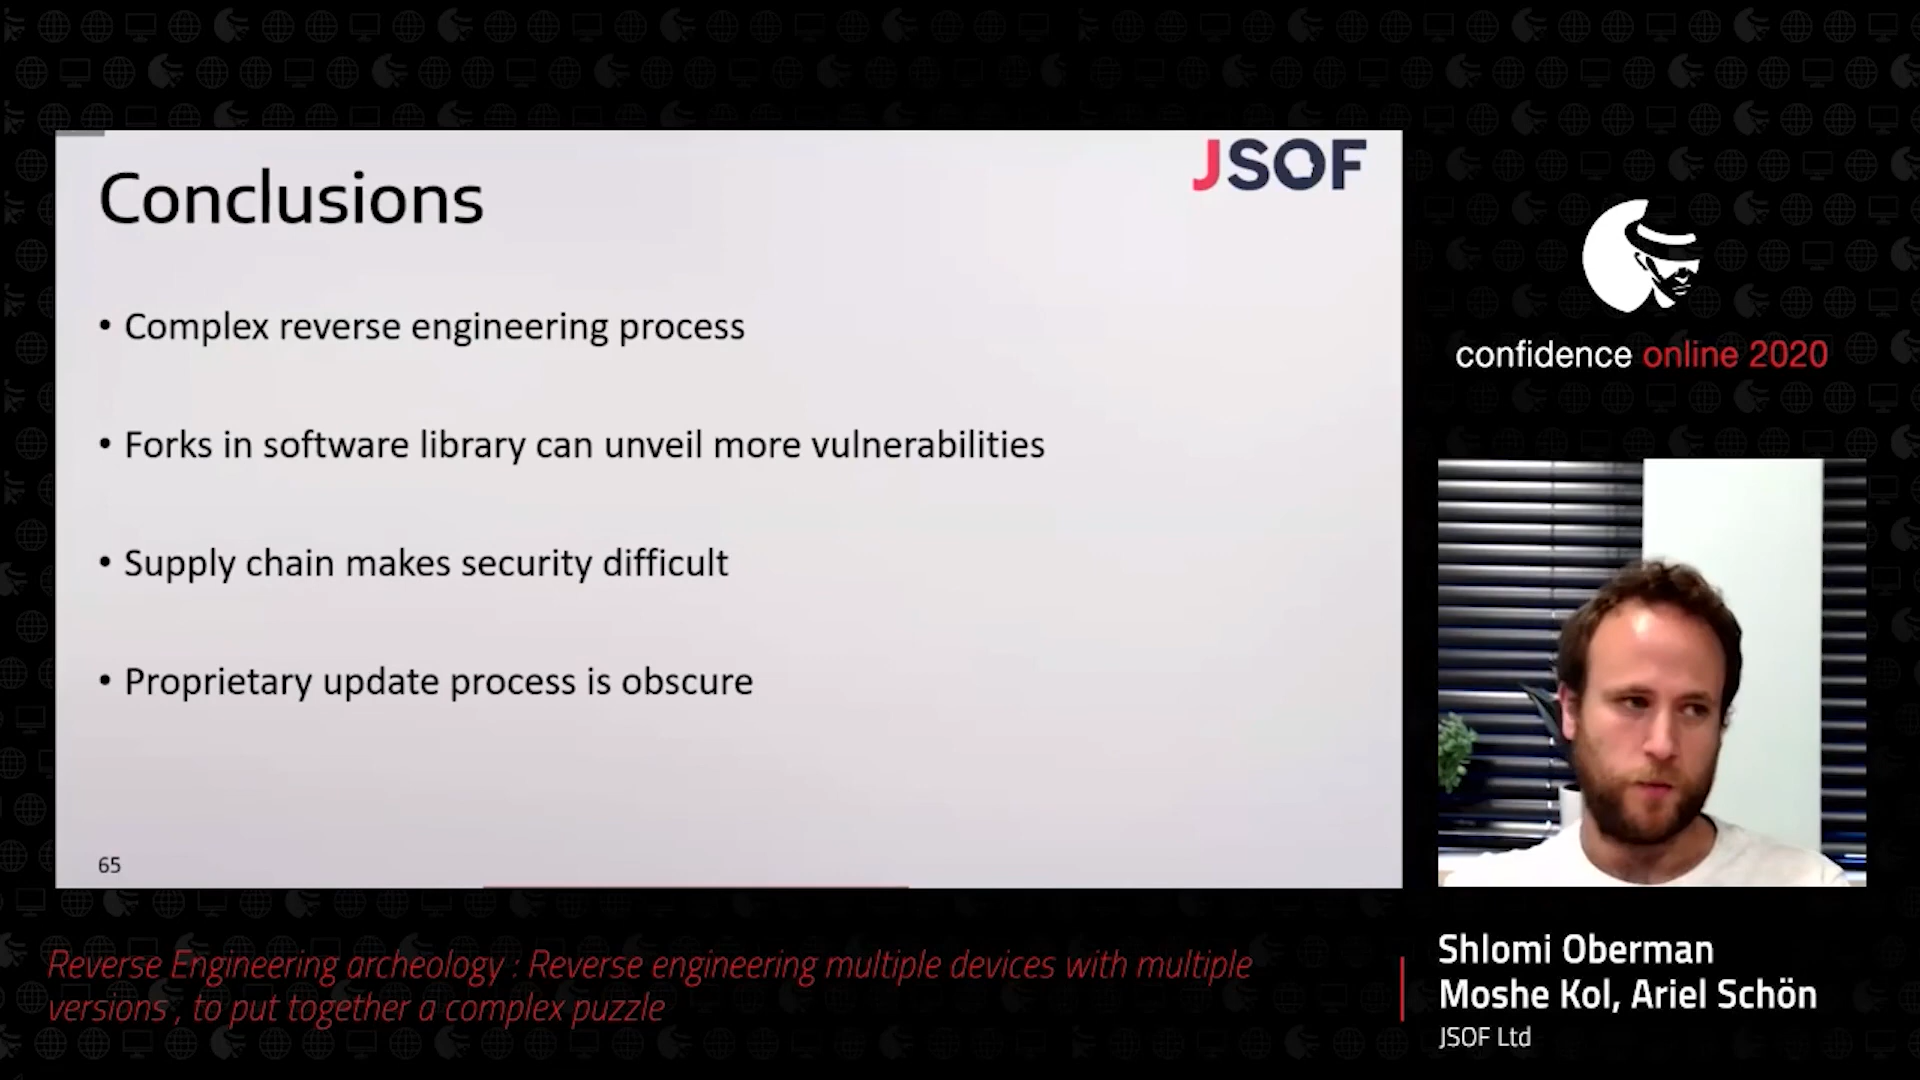 JSOF
Conclusions
• Complex reverse engineering process
• Forks in software library can unveil more vulnerabilities
• Supply chain makes security difficult
• Proprietary update process is obscure
65
confidence online 2020
Reverse Engineering archeology : Reverse engineering multiple devices with multiple
versions , to put together a complex puzzle
Shlomi Oberman
Moshe Kol, Ariel Schön
JSOF Ltd